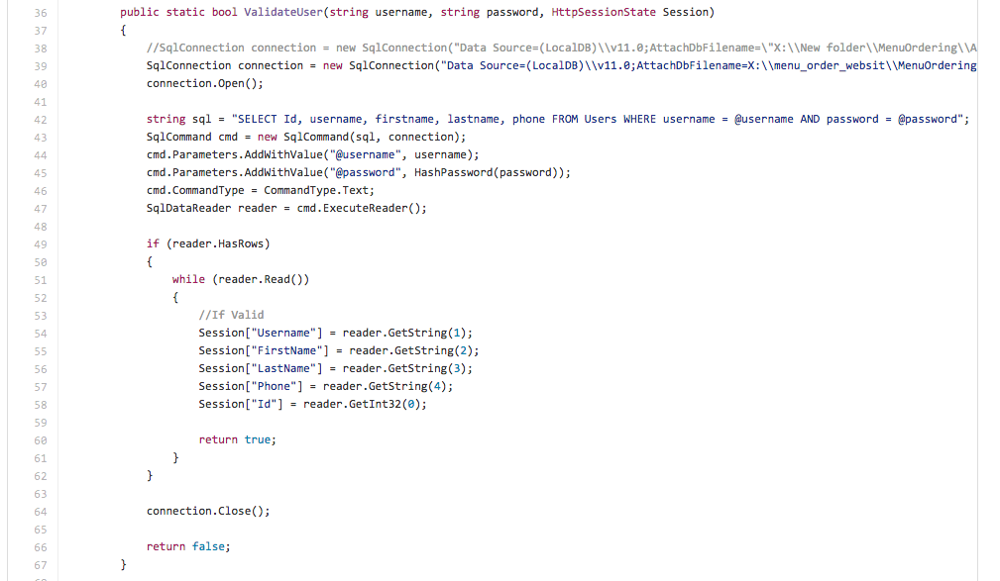 36 public static bool ValidateUser(string username, string password, HttpSessionState Session)
37 {
38 //SqlConnection connection = new SqlConnection("Data Source=(LocalDB)\\v11.0;AttachDbFilename=\"X:\\New folder\\MenuOrdering\\A
39 SqlConnection connection = new SqlConnection("Data Source=(LocalDB)\\v11.0;AttachDbFilename=X:\\menu_order_websit\\MenuOrdering
40 connection.Open();
41
42 string sql = "SELECT Id, username, firstname, lastname, phone FROM Users WHERE username = @username AND password = @password";
43 SqlCommand cmd = new SqlCommand(sql, connection);
44 cmd.Parameters.AddWithValue("@username", username);
45 cmd.Parameters.AddWithValue("@password", HashPassword(password));
46 cmd.CommandType = CommandType.Text;
47 SqlDataReader reader = cmd.ExecuteReader();
48
49 if (reader.HasRows)
50 {
51 while (reader.Read())
52 {
53 //If Valid
54 Session["Username"] = reader.GetString(1);
55 Session["FirstName"] = reader.GetString(2);
56 Session["LastName"] = reader.GetString(3);
57 Session["Phone"] = reader.GetString(4);
58 Session["Id"] = reader.GetInt32(0);
59
60 return true;
61 }
62 }
63
64 connection.Close();
65
66 return false;
67 }